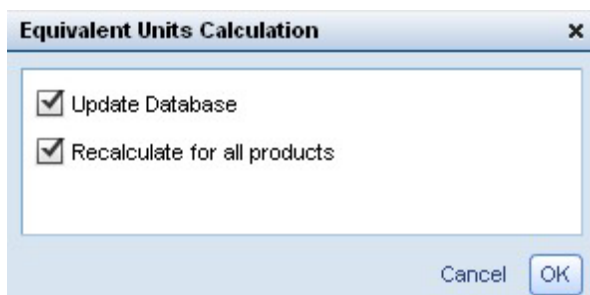 Equivalent Units Calculation
Update Database
Recalculate for all products
Cancel OK